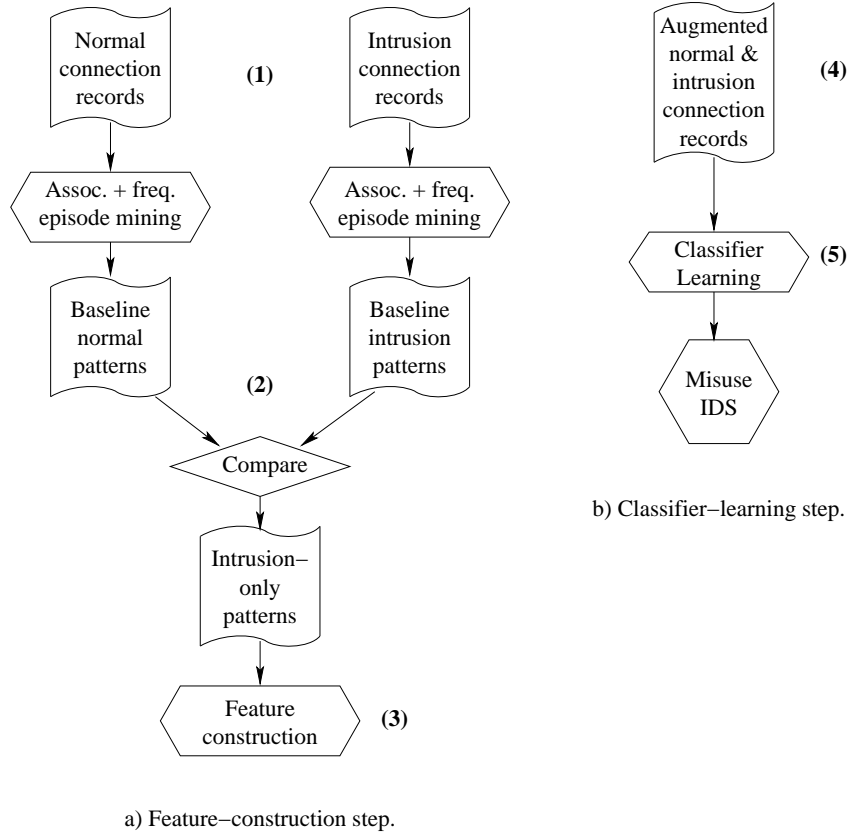 Normal
connection
records
(1)
Intrusion
connection
records
Assoc. + freq.
episode mining
Assoc. + freq.
episode mining
Baseline
normal
patterns
(2)
Baseline
intrusion
patterns
Compare
Intrusion−
only
patterns
Feature
construction
(3)
a) Feature−construction step.
Augmented
normal &
intrusion
connection
records
(4)
Classifier
Learning
(5)
Misuse
IDS
b) Classifier−learning step.